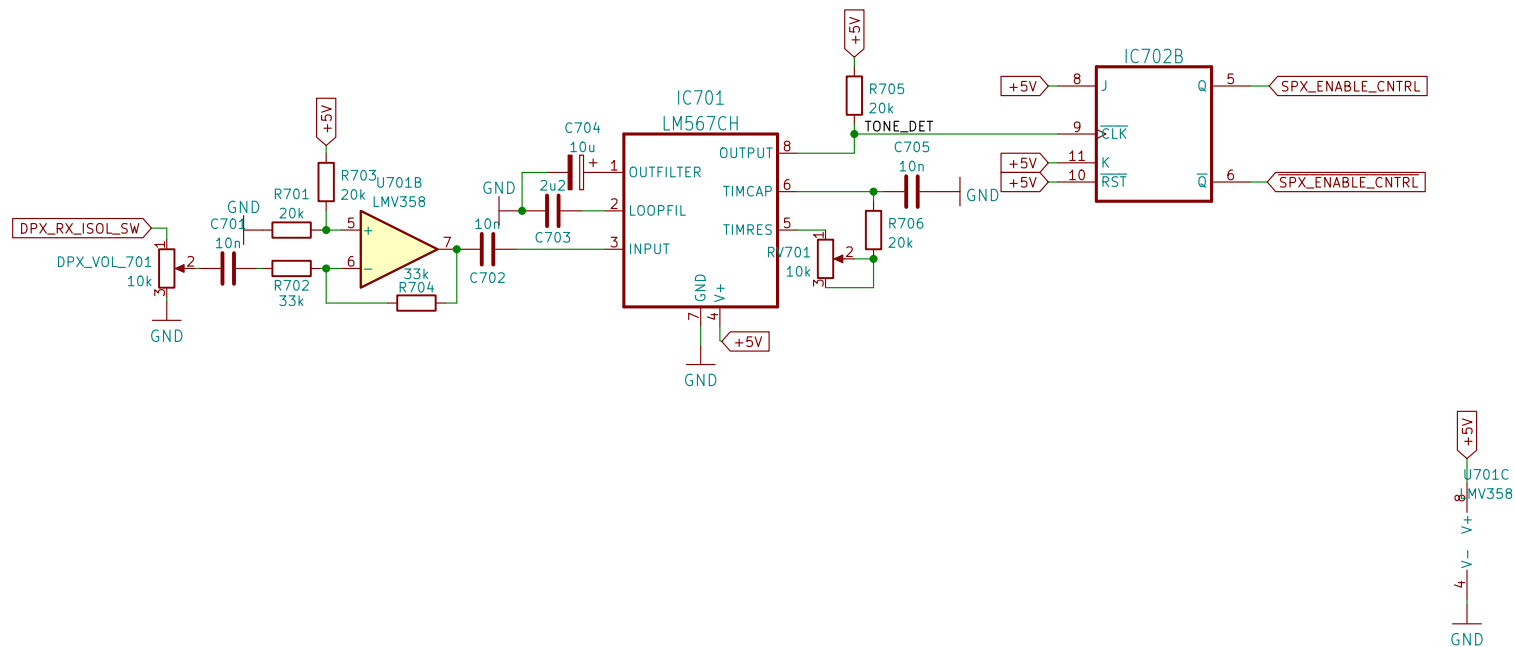 +5V
IC702B
+5V
8
J
Q
5
SPX_ENABLE_CNTRL
R705
20k
IC701
LM567CH
TONE_DET
9
CLK
+5V
C704
10u
+
C705
10n
OUTPUT
8
+5V
11
K
+5V
10
RST
Q
6
SPX_ENABLE_CNTRL
R703
20k
U701B
LMV358
1
OUTFILTER
GND
2u2
TIMCAP
6
GND
R701
20k
GND
2
LOOPFIL
C703
R706
20k
DPX_RX_ISOL_SW
C701
10n
5
+
10n
TIMRES
5
1
7
3
INPUT
RV701
10k
2
3
DPX_VOL_701
10k
1
2
3
6
−
C702
R702
33k
33k
R704
GND
V+
7
4
GND
+5V
GND
+5V
U701C
LMV358
8
V+
V-
4
GND